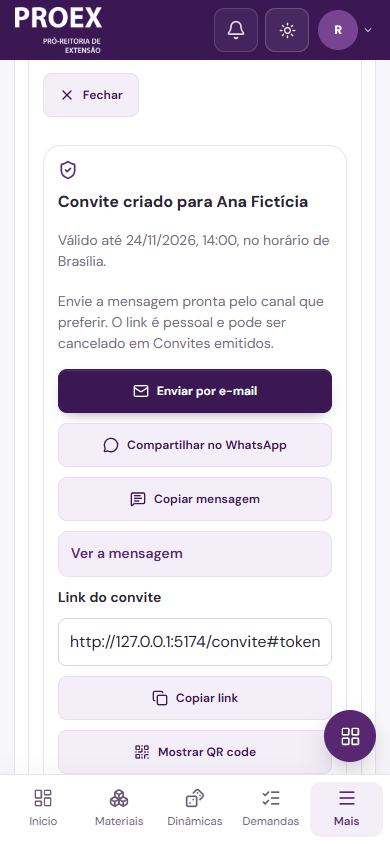 PROEX
PRÓ-REITORIA DE
EXTENSÃO
R
Fechar
Convite criado para Ana Fictícia
Válido até 24/11/2026, 14:00, no horário de
Brasília.
Envie a mensagem pronta pelo canal que
preferir. O link é pessoal e pode ser
cancelado em Convites emitidos.
Enviar por e-mail
Compartilhar no WhatsApp
Copiar mensagem
Ver a mensagem
Link do convite
http://127.0.0.1:5174/convite#token
Copiar link
Mostrar QR code
Início
Materiais
Dinâmicas
Demandas
Mais